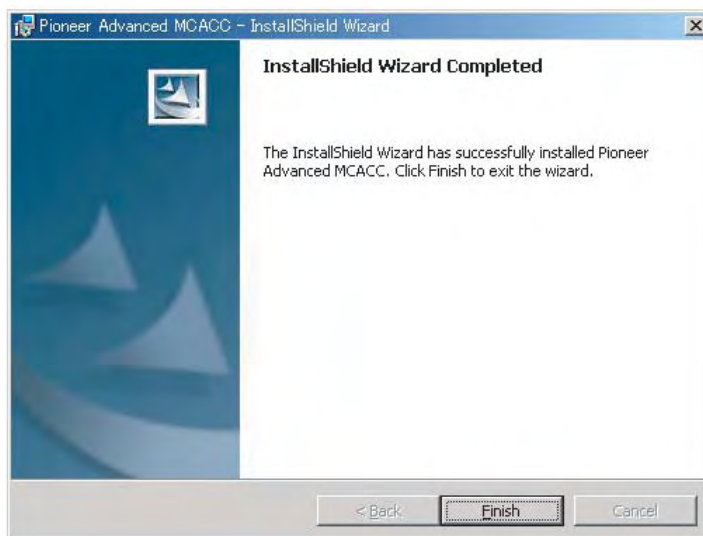 Pioneer Advanced MCACC - InstallShield Wizard
InstallShield Wizard Completed
The InstallShield Wizard has successfully installed Pioneer
Advanced MCACC. Click Finish to exit the wizard.
< Back Finish Cancel